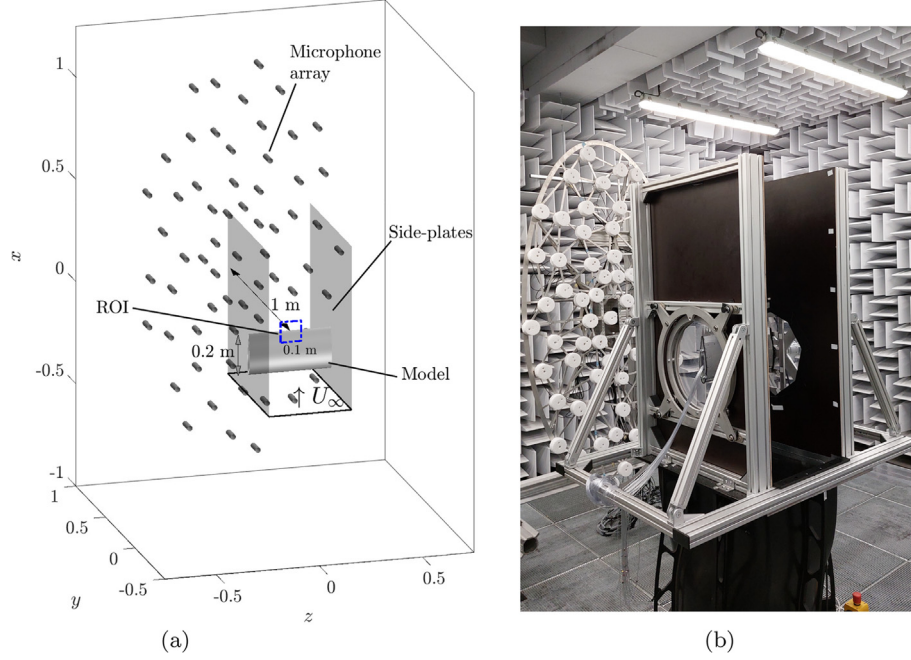 Microphone
array
Side-plates
ROI
1 m
0.2 m
0.1 m
Model
↑ U∞
x
1
0.5
0
-0.5
-1
y
1
0.5
0
-0.5
z
-0.5
0
0.5
(a)
(b)